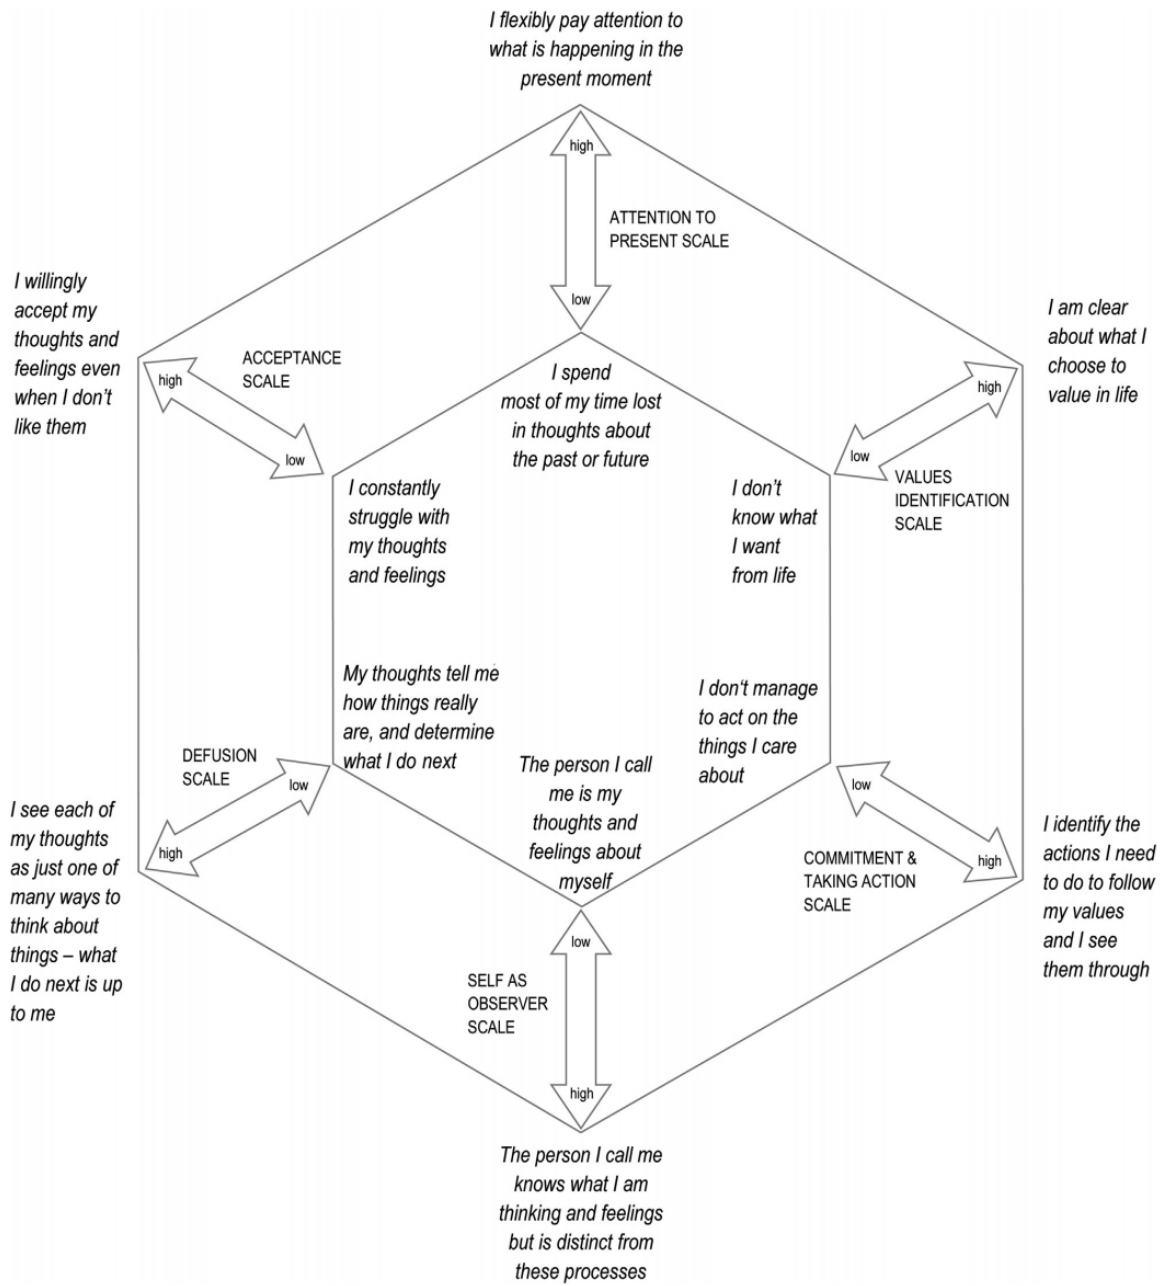 I flexibly pay attention to
what is happening in the
present moment
high
ATTENTION TO
PRESENT SCALE
low
I willingly
accept my
thoughts and
feelings even
when I don't
like them
high
ACCEPTANCE
SCALE
low
I spend
most of my time lost
in thoughts about
the past or future
I am clear
about what I
choose to
value in life
high
low
VALUES
IDENTIFICATION
SCALE
I constantly
struggle with
my thoughts
and feelings
I don't
know what
I want
from life
My thoughts tell me
how things really
are, and determine
what I do next
I don't manage
to act on the
things I care
about
DEFUSION
SCALE
low
high
The person I call
me is my
thoughts and
feelings about
myself
low
high
COMMITMENT &
TAKING ACTION
SCALE
I see each of
my thoughts
as just one of
many ways to
think about
things – what
I do next is up
to me
I identify the
actions I need
to do to follow
my values
and I see
them through
low
SELF AS
OBSERVER
SCALE
high
The person I call me
knows what I am
thinking and feelings
but is distinct from
these processes